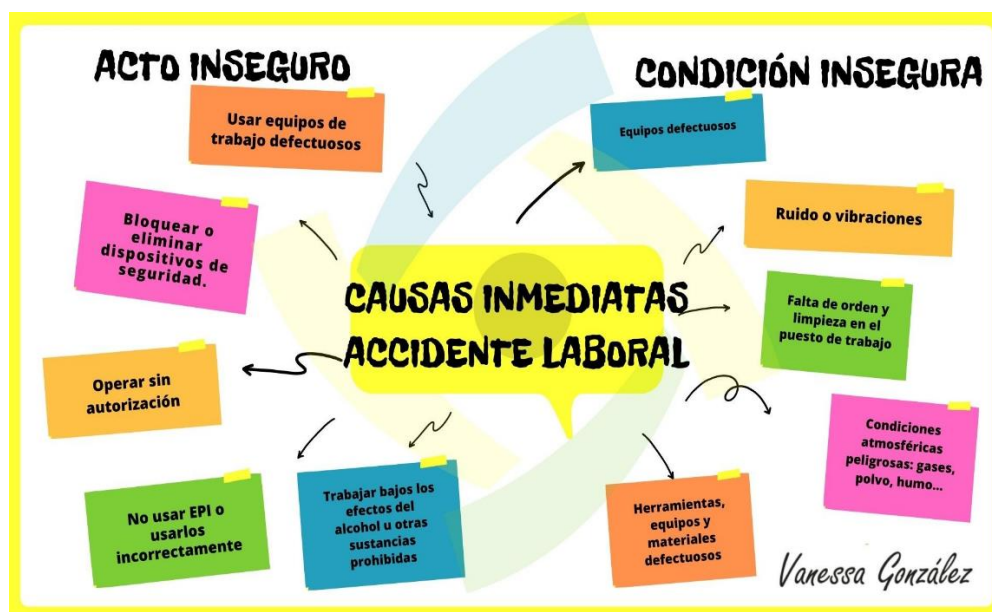 ACTO INSEGURO
Usar equipos de
trabajo defectuosos
Bloquear o
eliminar
dispositivos de
seguridad.
Operar sin
autorización
No usar EPI o
usarlos
incorrectamente
Trabajar bajos los
efectos del
alcohol u otras
sustancias
prohibidas
CAUSAS INMEDIATAS
ACCIDENTE LABORAL
CONDICIÓN INSEGURA
Equipos defectuosos
Ruido o vibraciones
Falta de orden y
limpieza en el
puesto de trabajo
Condiciones
atmosféricas
peligrosas: gases,
polvo, humo...
Herramientas,
equipos y
materiales
defectuosos
Vanessa González